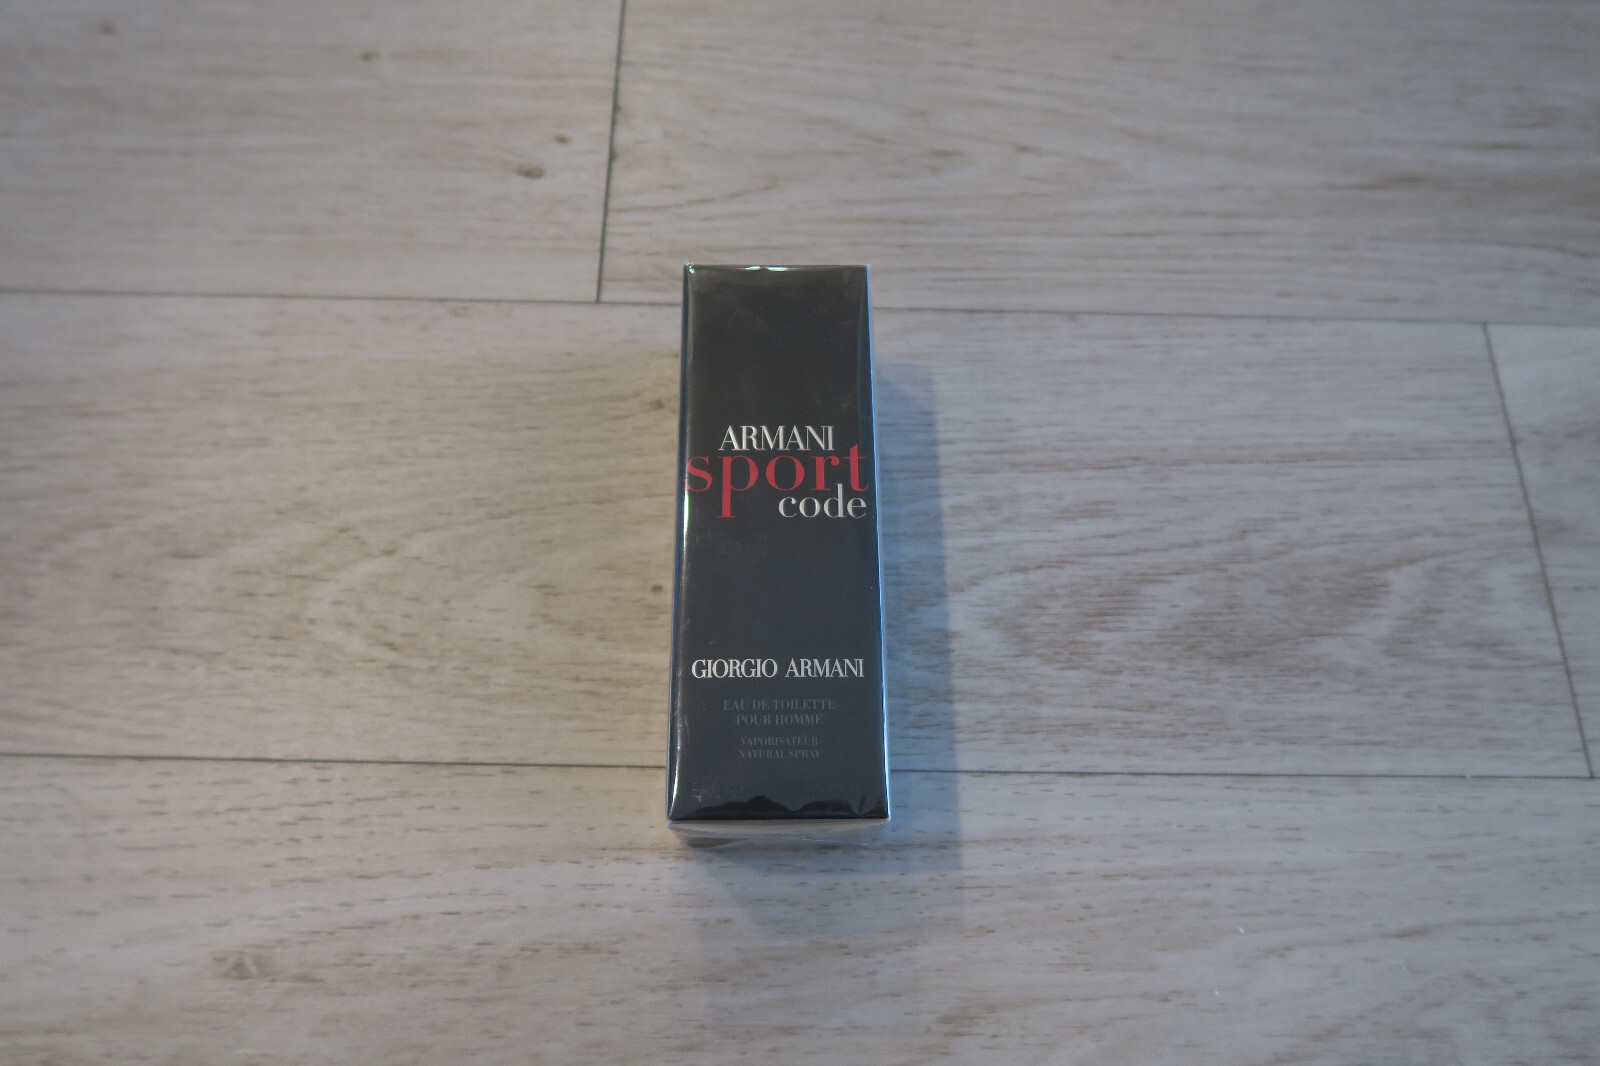 ARMANI
sport
code
GIORGIO ARMANI
EAU DE TOILETTE
POUR HOMME
VAPORISATEUR
NATURAL SPRAY